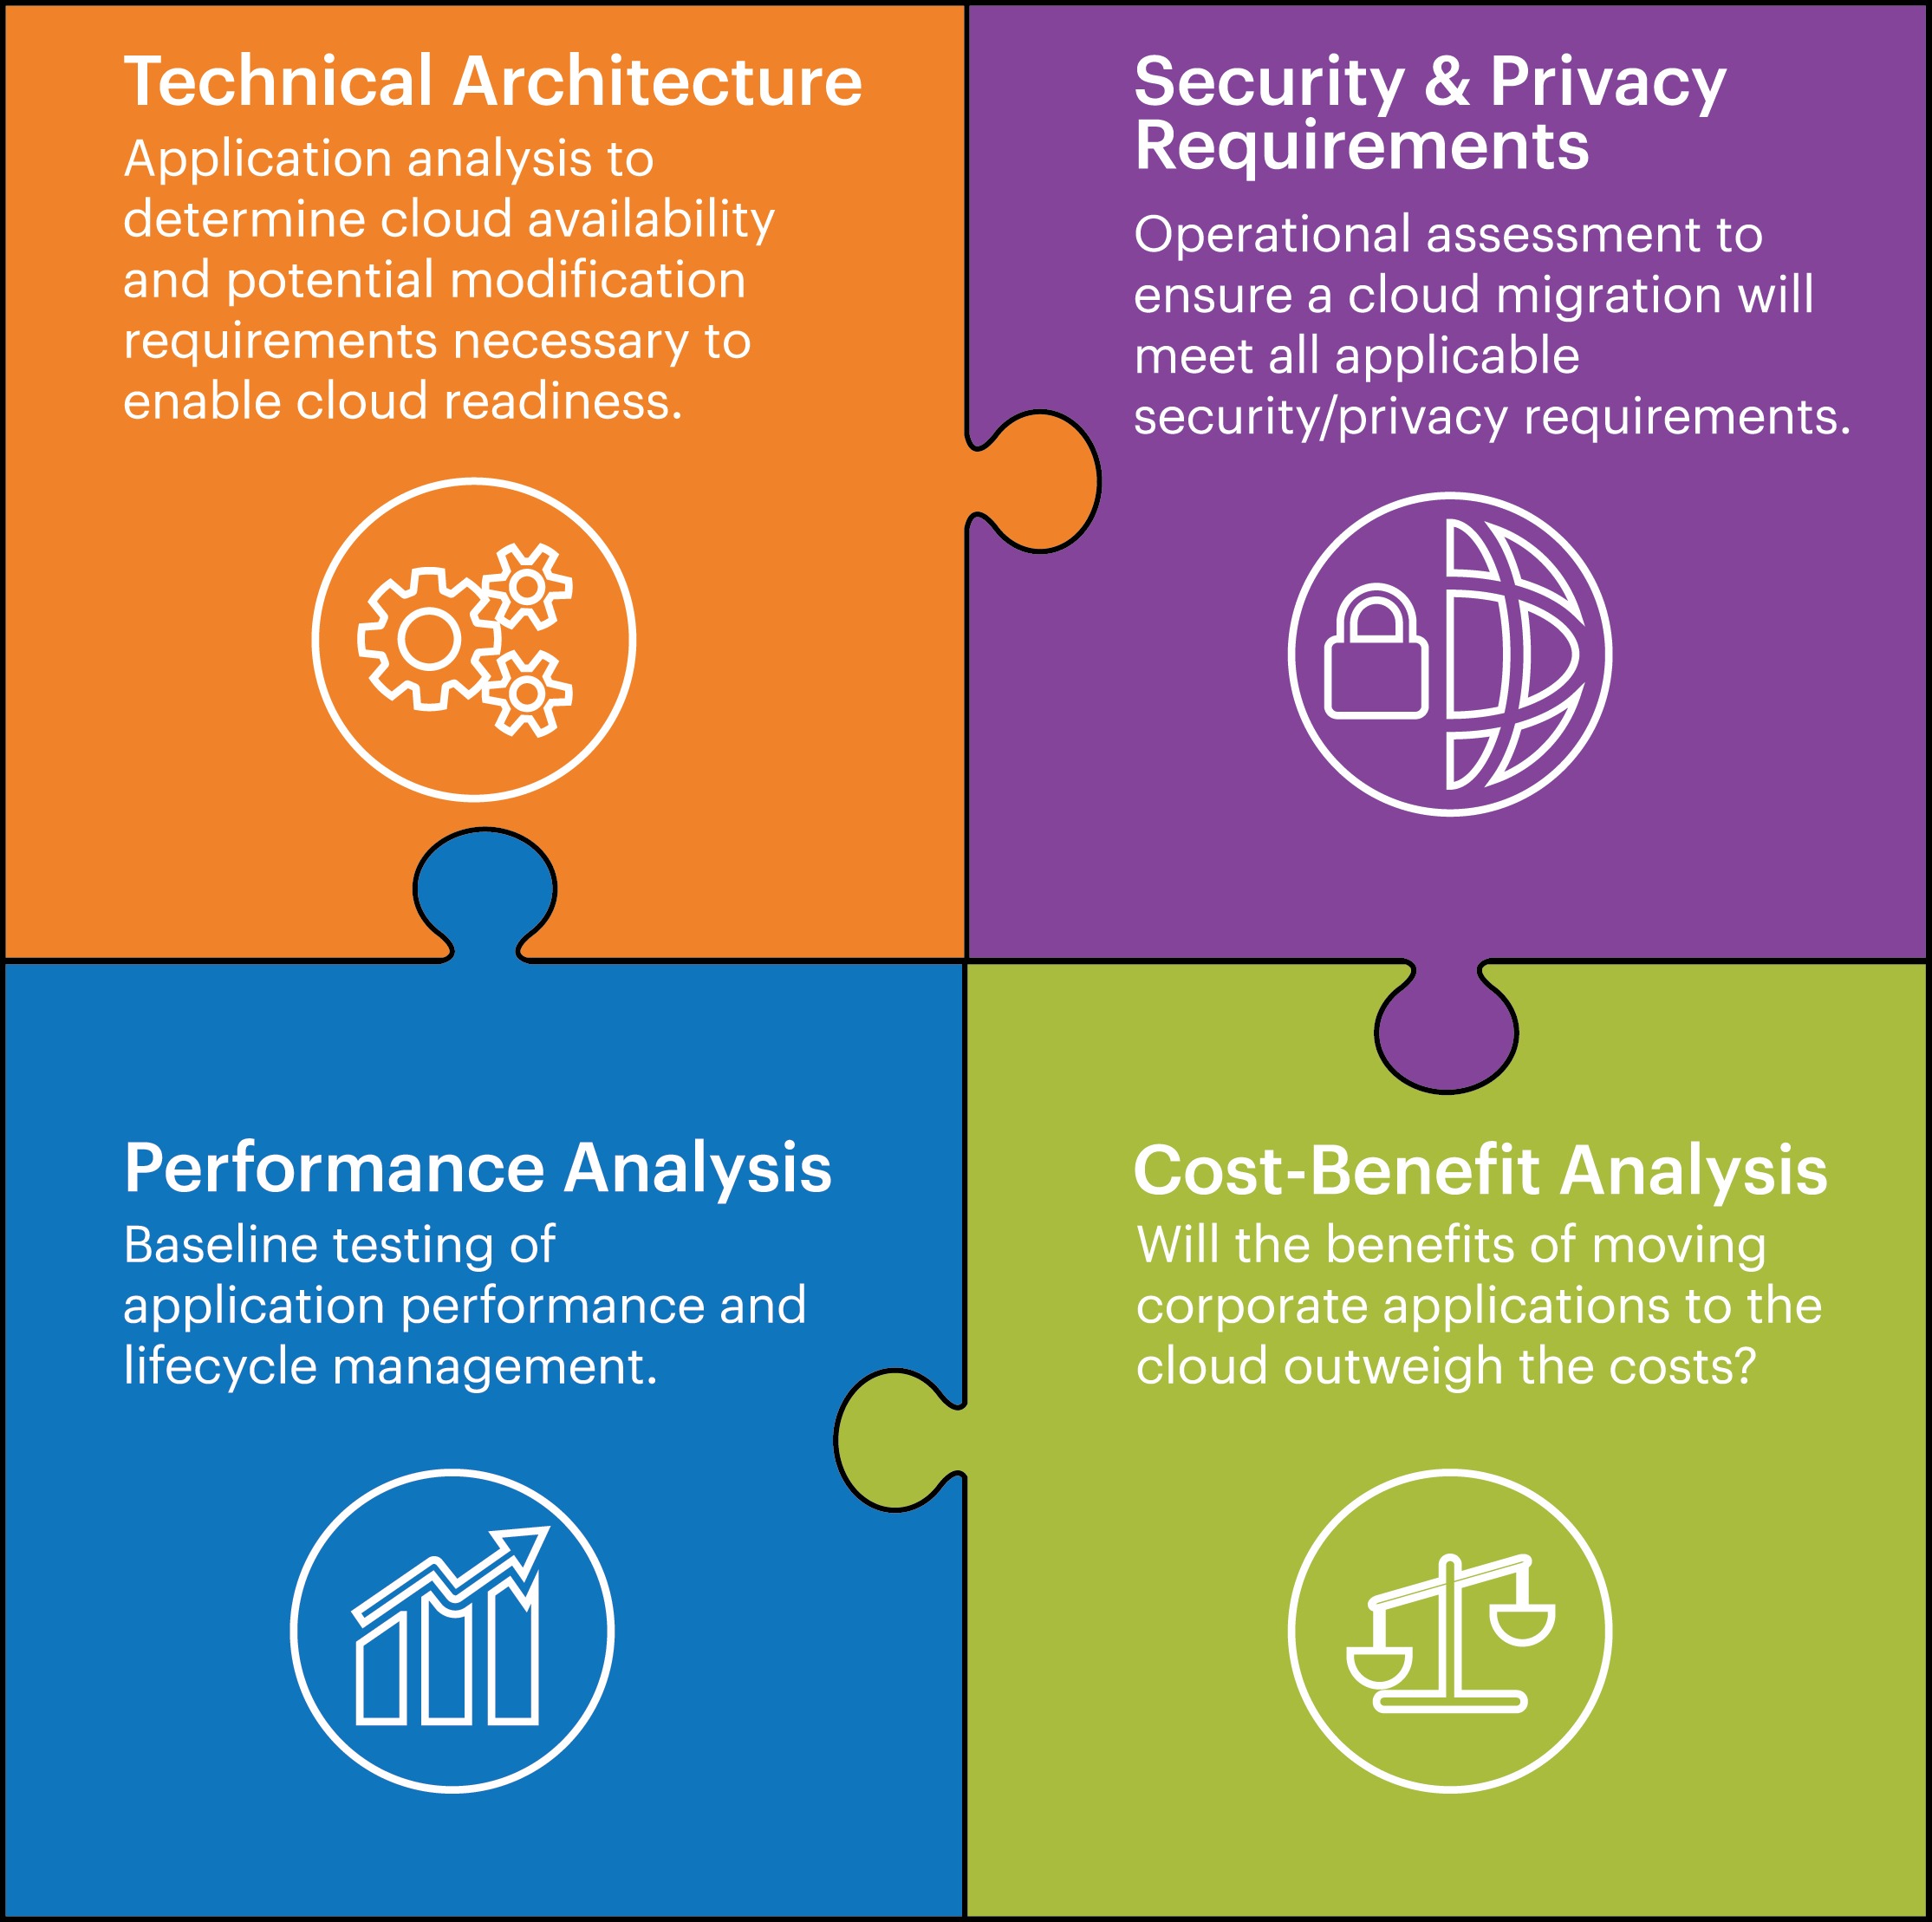 Technical Architecture
Application analysis to
determine cloud availability
and potential modification
requirements necessary to
enable cloud readiness.
Security & Privacy
Requirements
Operational assessment to
ensure a cloud migration will
meet all applicable
security/privacy requirements.
Performance Analysis
Baseline testing of
application performance and
lifecycle management.
Cost-Benefit Analysis
Will the benefits of moving
corporate applications to the
cloud outweigh the costs?